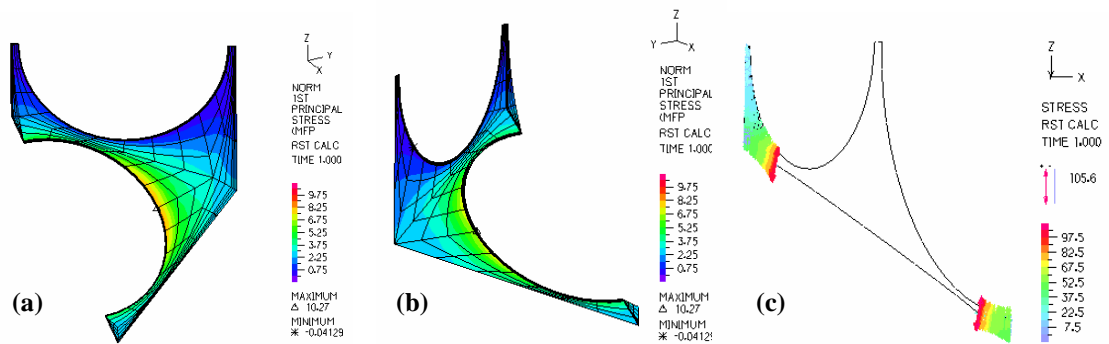 (a)
Z
Y
X
NORM
1ST
PRINCIPAL
STRESS
(MFP
RST CALC
TIME 1.000
9.75
8.25
6.75
5.25
3.75
2.25
0.75
MAXIMUM
Δ 10.27
MINIMUM
* -0.04129
(b)
Z
Y
X
NORM
1ST
PRINCIPAL
STRESS
(MFP
RST CALC
TIME 1.000
9.75
8.25
6.75
5.25
3.75
2.25
0.75
MAXIMUM
Δ 10.27
MINIMUM
* -0.0412
(c)
Z
Y
X
STRESS
RST CALC
TIME 1.000
105.6
97.5
82.5
67.5
52.5
37.5
22.5
7.5